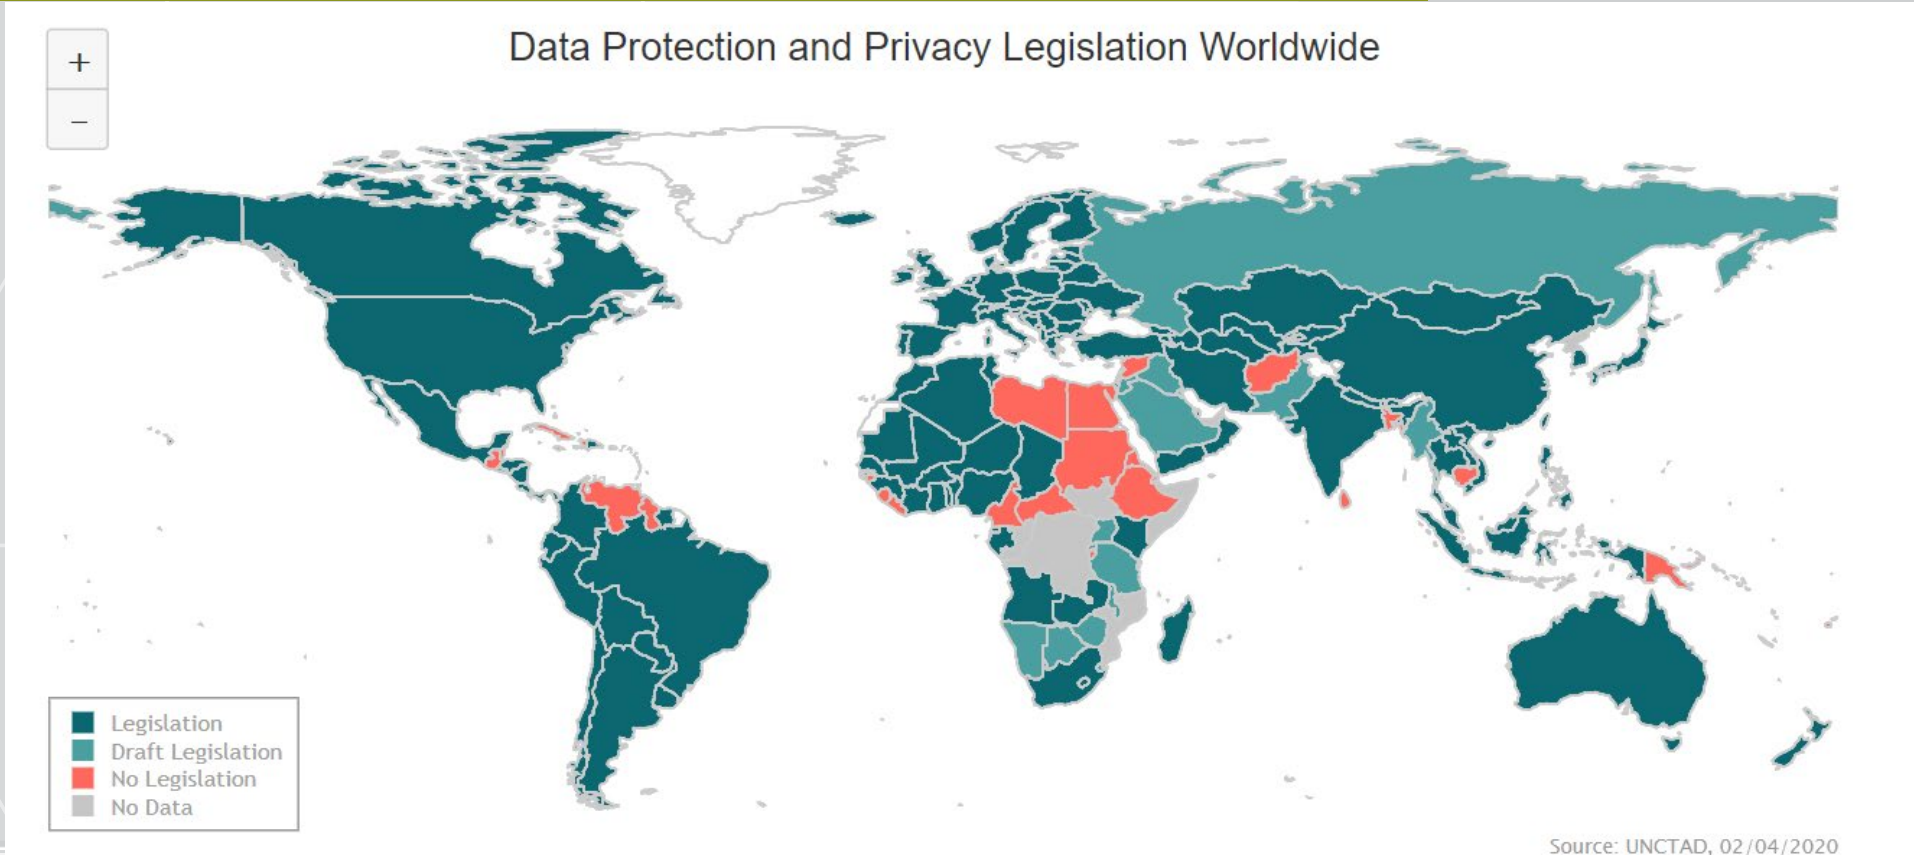 +
Data Protection and Privacy Legislation Worldwide
−
Legislation
Draft Legislation
No Legislation
No Data
Source: UNCTAD, 02/04/2020